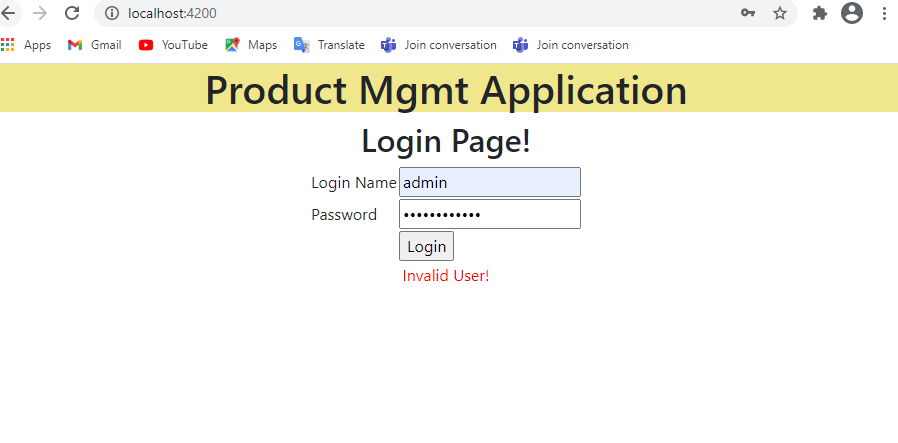 localhost:4200
Apps Gmail YouTube Maps Translate Join conversation Join conversation
Product Mgmt Application
Login Page!
Login Name admin
Password ••••••••••••
Login
Invalid User!